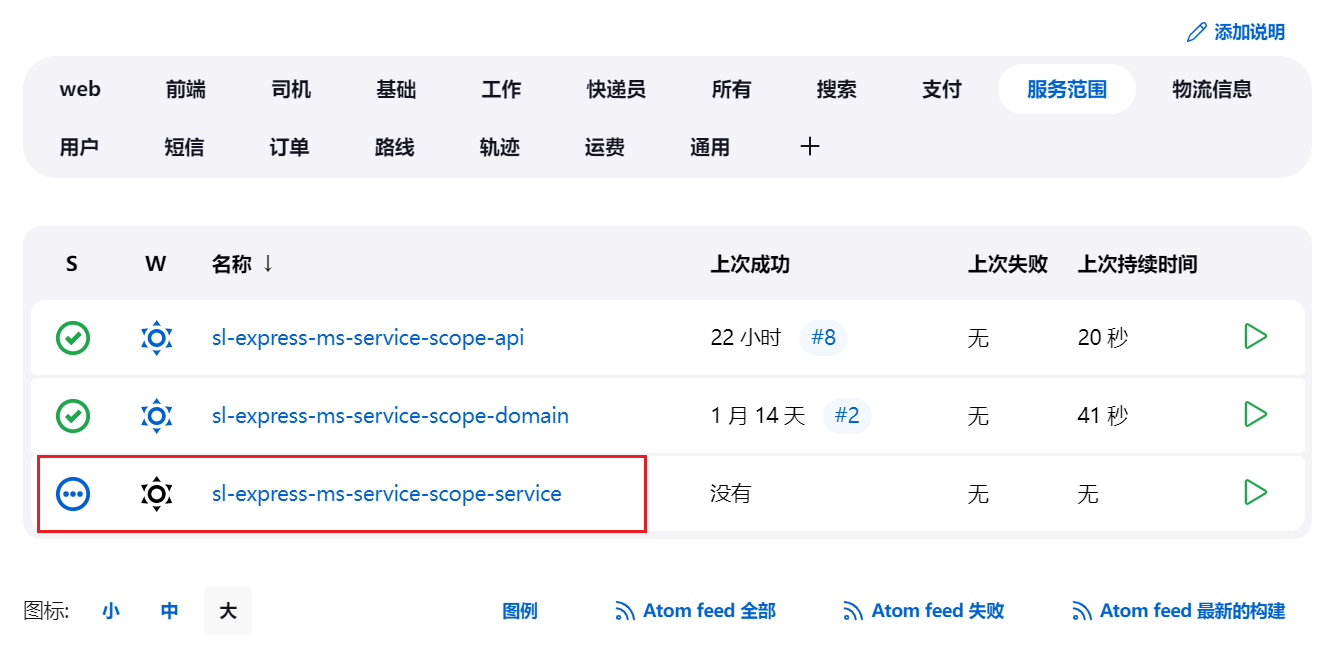 添加说明
web 前端 司机 基础 工作 快递员 所有 搜索 支付 服务范围 物流信息
用户 短信 订单 路线 轨迹 运费 通用 +
S W 名称 ↓ 上次成功 上次失败 上次持续时间
sl-express-ms-service-scope-api 22 小时 #8 无 20 秒
sl-express-ms-service-scope-domain 1 月 14 天 #2 无 41 秒
sl-express-ms-service-scope-service 没有 无 无
图标: 小 中 大 图例 Atom feed 全部 Atom feed 失败 Atom feed 最新的构建